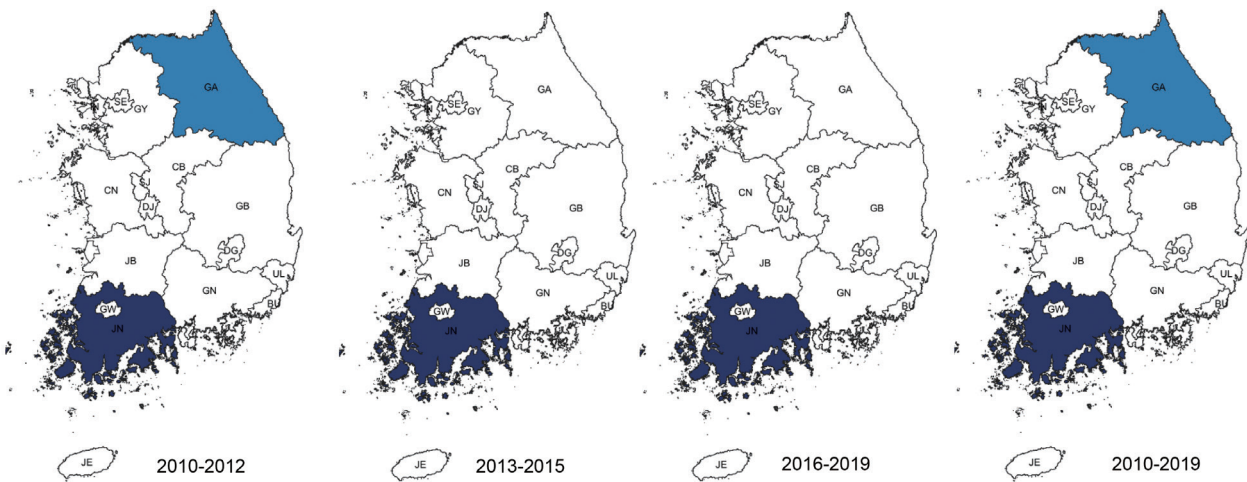 GA
SE
GY
CB
CN
SJ
DJ
GB
DG
JB
UL
GN
BU
GW
JN
JE
2010-2012
GA
SE
GY
CB
CN
SJ
DJ
GB
DG
JB
UL
GN
BU
GW
JN
JE
2013-2015
GA
SE
GY
CB
CN
SJ
DJ
GB
DG
JB
UL
GN
BU
GW
JN
JE
2016-2019
GA
SE
GY
CB
CN
SJ
DJ
GB
DG
JB
UL
GN
BU
GW
JN
JE
2010-2019